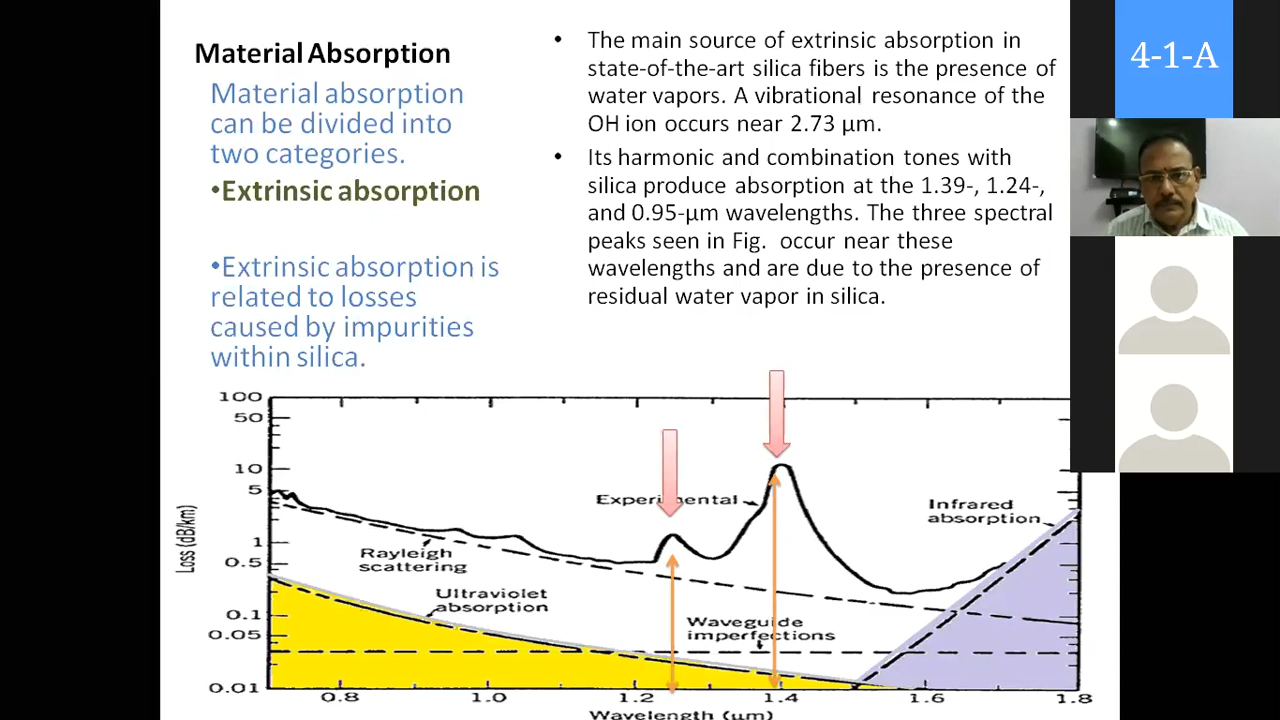 Material Absorption
Material absorption
can be divided into
two categories.
•Extrinsic absorption
•Extrinsic absorption is
related to losses
caused by impurities
within silica.
• The main source of extrinsic absorption in
state-of-the-art silica fibers is the presence of
water vapors. A vibrational resonance of the
OH ion occurs near 2.73 µm.
• Its harmonic and combination tones with
silica produce absorption at the 1.39-, 1.24-,
and 0.95-µm wavelengths. The three spectral
peaks seen in Fig. occur near these
wavelengths and are due to the presence of
residual water vapor in silica.
4-1-A
100
50
10
5
1
0.5
0.1
0.05
0.01
Loss (dB/km)
Experimental
Infrared
absorption
Rayleigh
scattering
Ultraviolet
absorption
Waveguide
imperfections
0.8 1.0 1.2 1.4 1.6 1.8
Wavelength (µm)